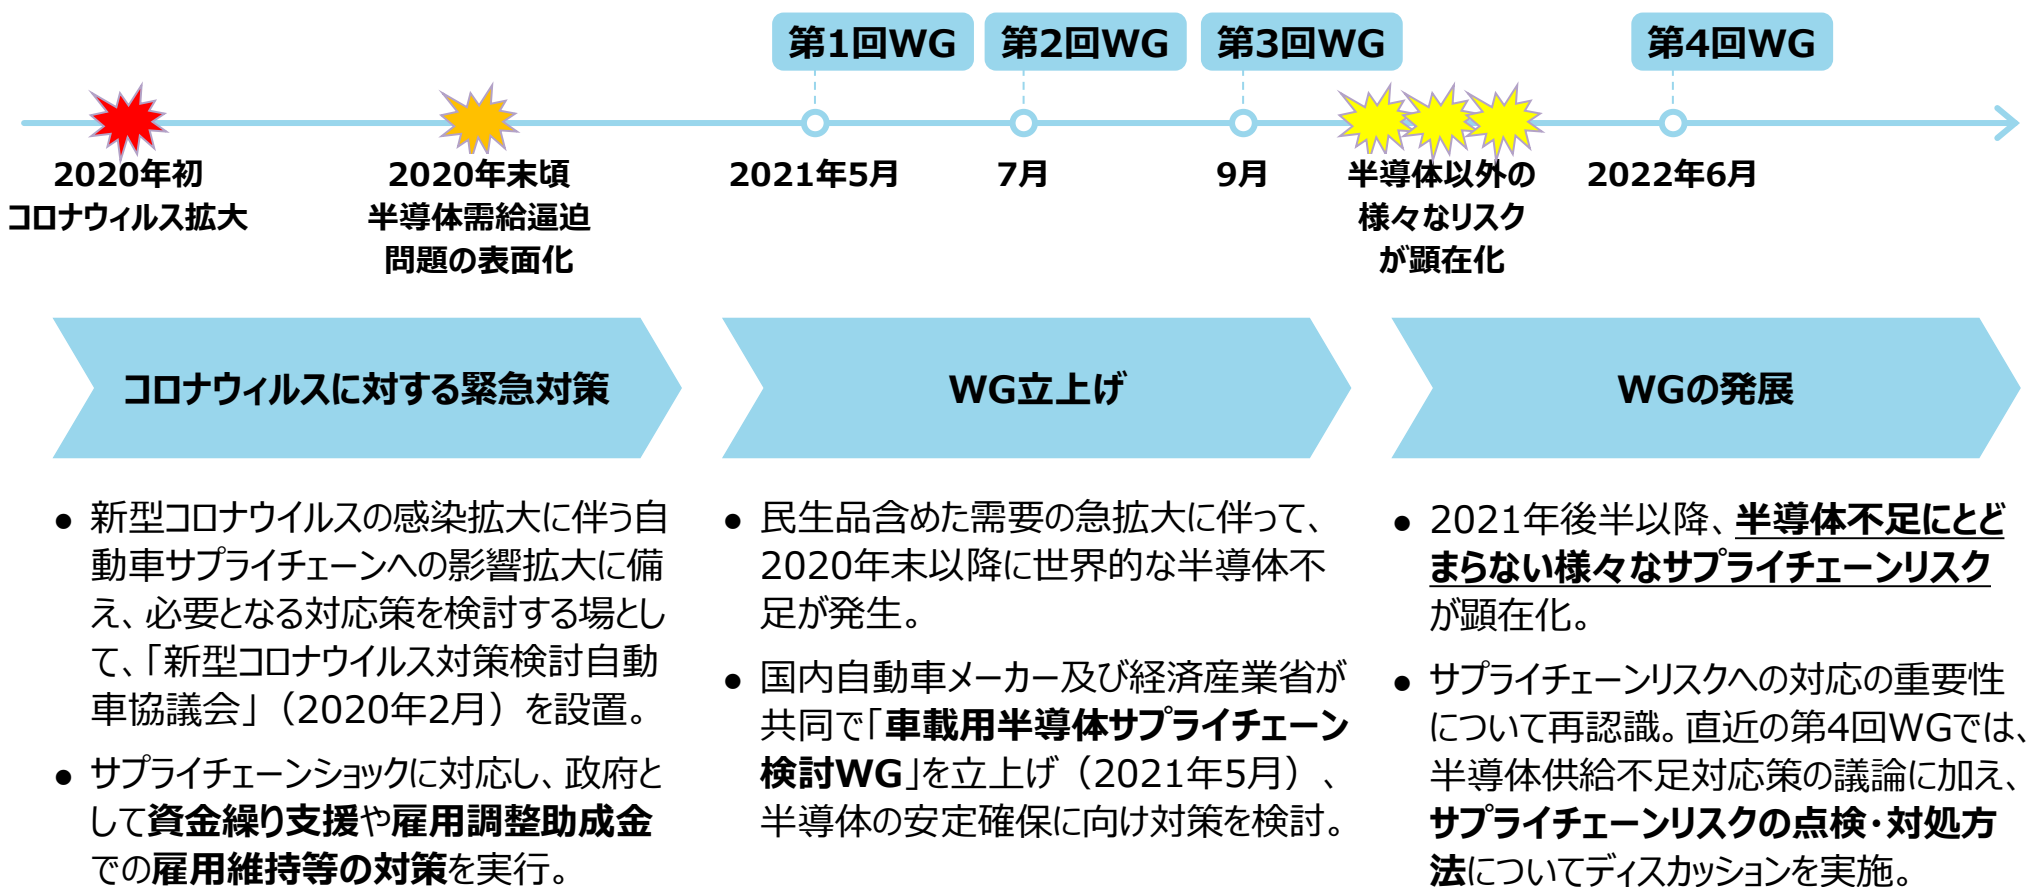 第1回WG
第2回WG
第3回WG
第4回WG
2020年初
コロナウィルス拡大
2020年末頃
半導体需給逼迫
問題の表面化
2021年5月
7月
9月
半導体以外の
様々なリスク
が顕在化
2022年6月
コロナウィルスに対する緊急対策
WG立上げ
WGの発展
● 新型コロナウイルスの感染拡大に伴う自
動車サプライチェーンへの影響拡大に備
え、必要となる対応策を検討する場とし
て、「新型コロナウイルス対策検討自動
車協議会」（2020年2月）を設置。
● サプライチェーンショックに対応し、政府と
して資金繰り支援や雇用調整助成金
での雇用維持等の対策を実行。
● 民生品含めた需要の急拡大に伴って、
2020年末以降に世界的な半導体不
足が発生。
● 国内自動車メーカー及び経済産業省が
共同で「車載用半導体サプライチェーン
検討WG」を立上げ（2021年5月）、
半導体の安定確保に向け対策を検討。
● 2021年後半以降、半導体不足にとど
まらない様々なサプライチェーンリスク
が顕在化。
● サプライチェーンリスクへの対応の重要性
について再認識。直近の第4回WGでは、
半導体供給不足対応策の議論に加え、
サプライチェーンリスクの点検・対処方
法についてディスカッションを実施。